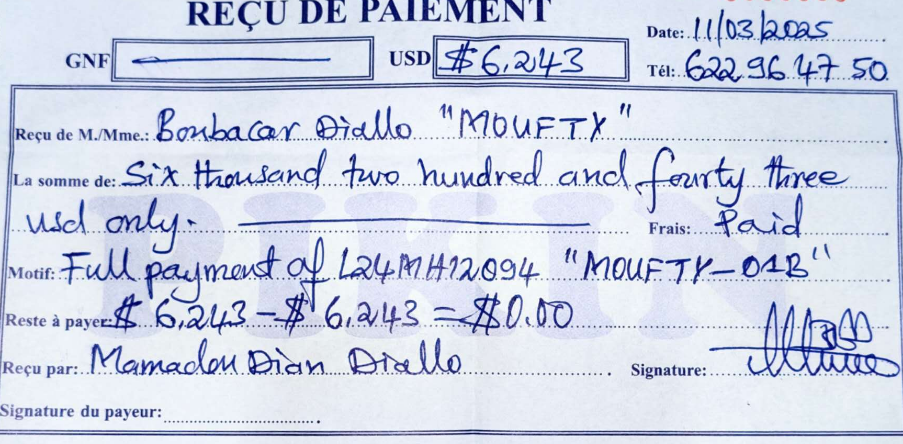 REÇU DE PAIEMENT
Date: 11/03/2025
GNF USD $6,243
Tél: 622 96 47 50
Reçu de M./Mme.: Boubacar Diallo "MOUFTY"
La somme de: Six thousand two hundred and fourty three
usd only. Frais: Paid
Motif: Full payment of L24MH12094 "MOUFTY-01B"
Reste à payer: $ 6,243 - $ 6,243 = $0.00
Reçu par: Mamadou Dian Diallo Signature:
Signature du payeur:
PIKIN